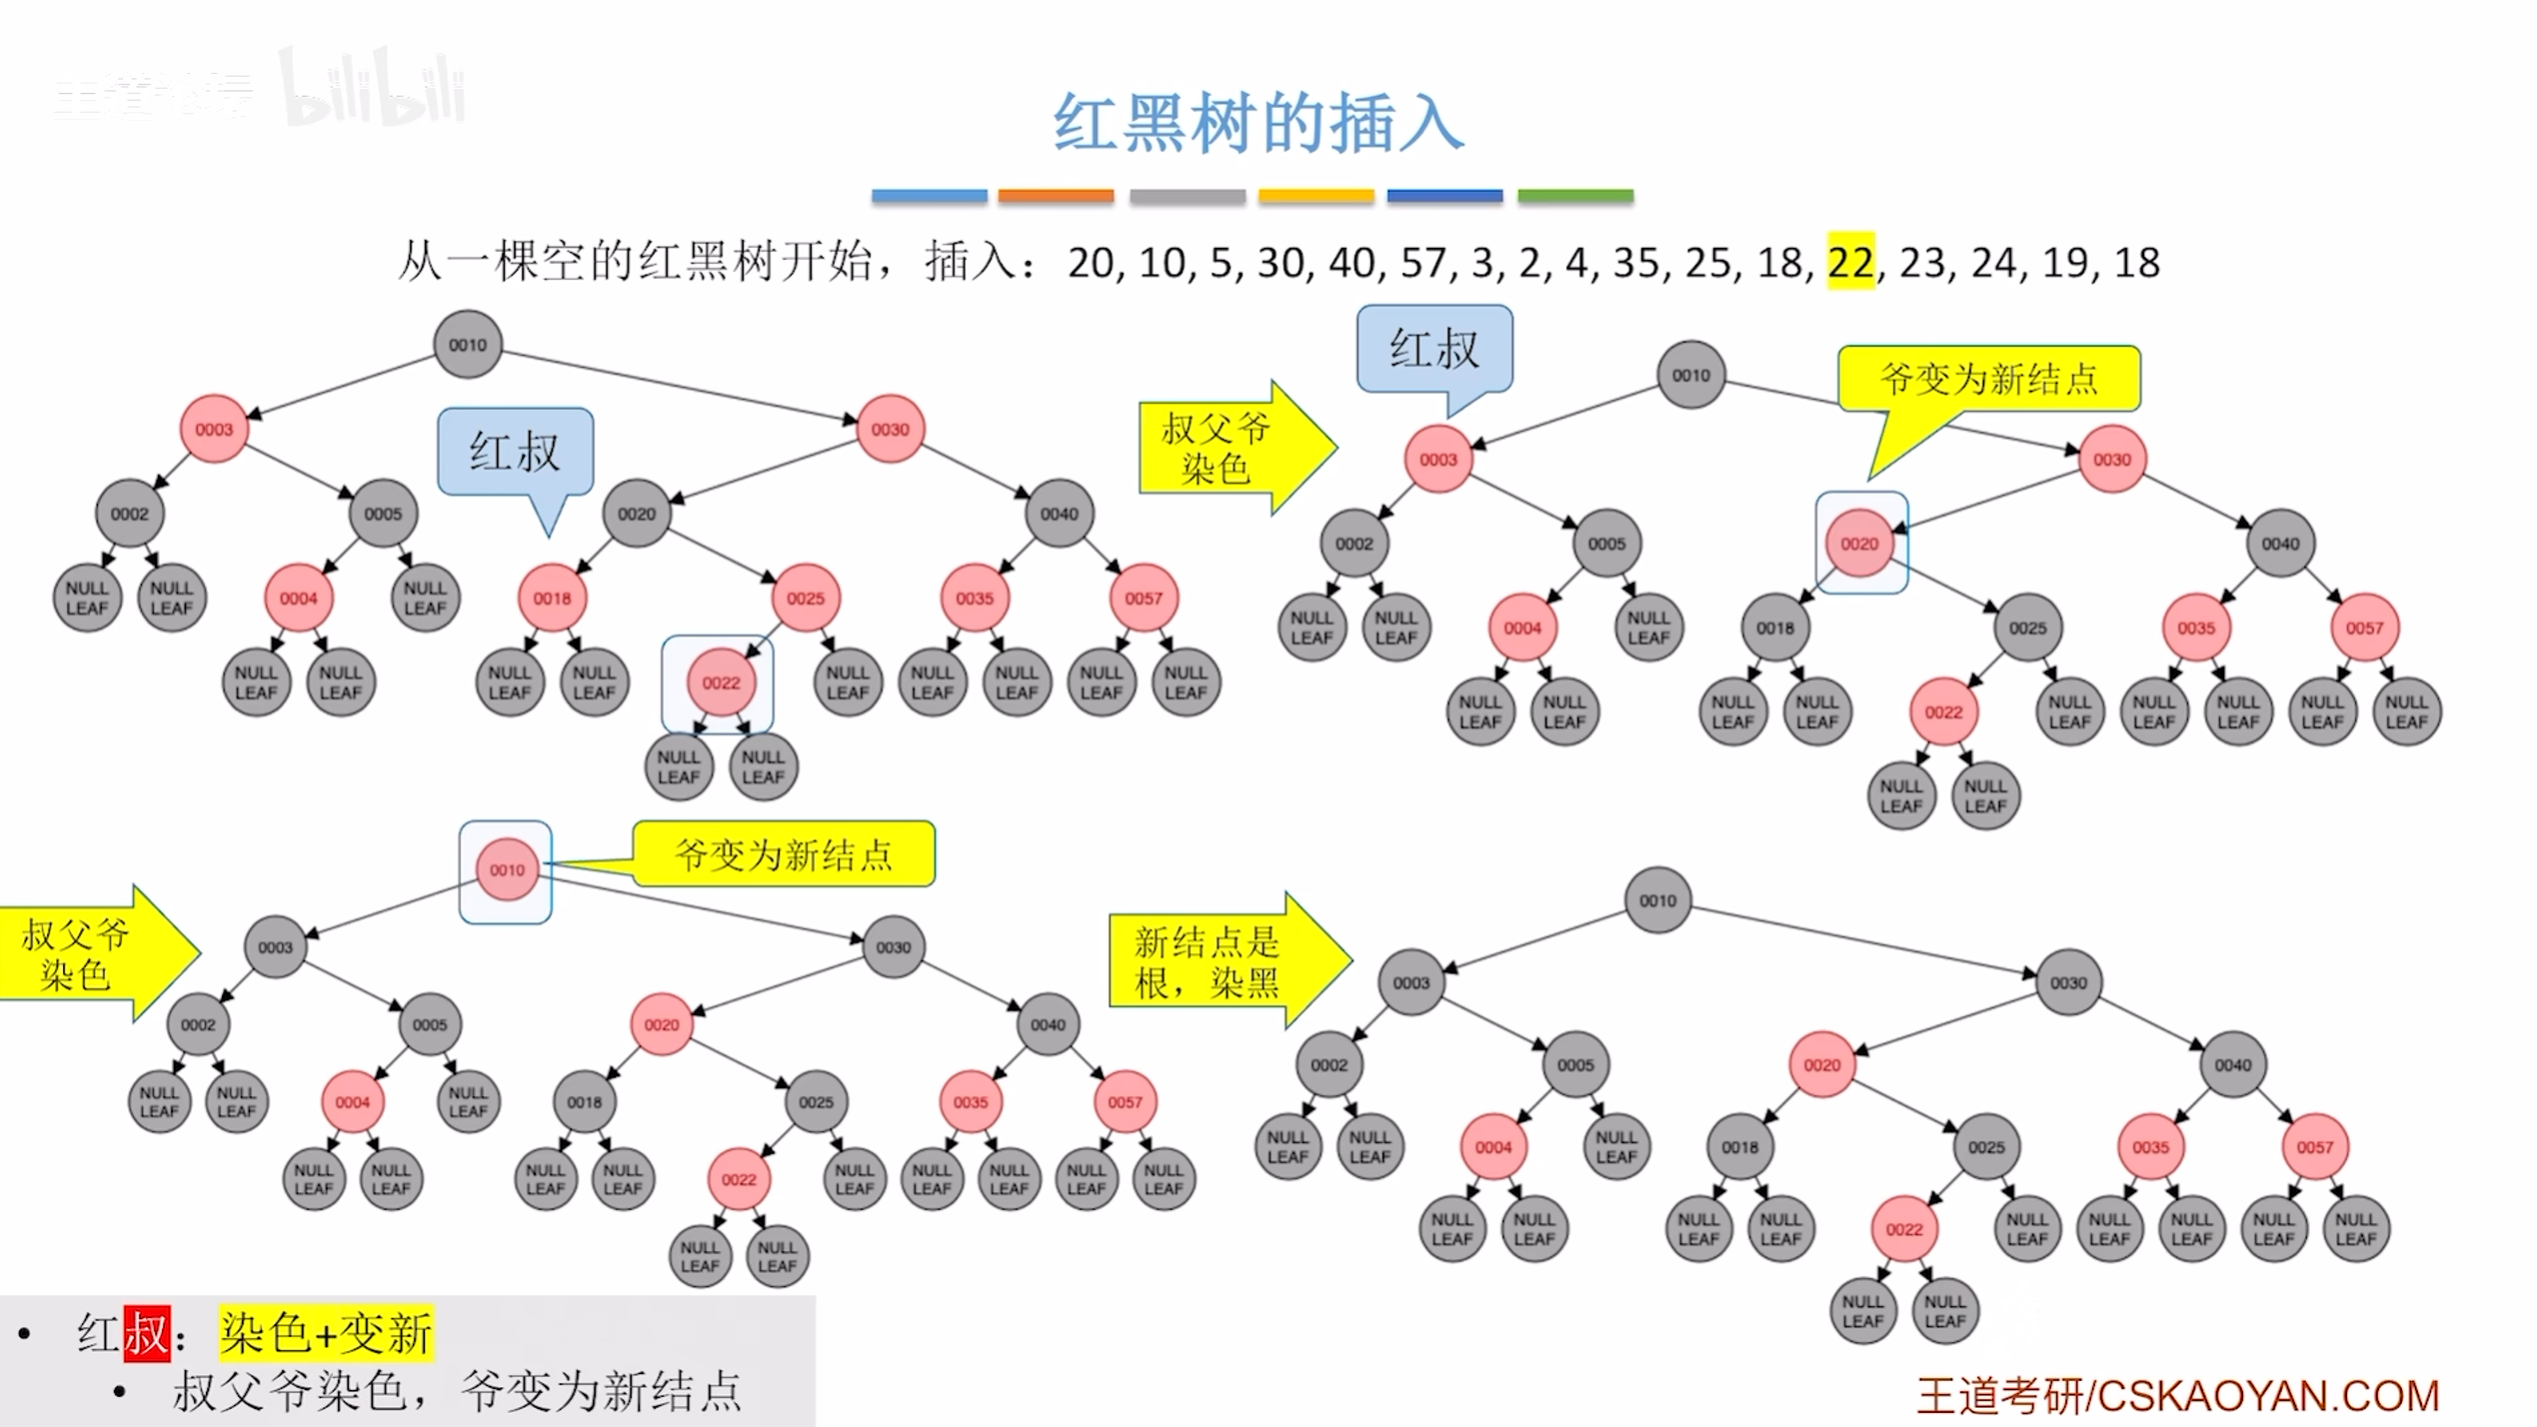 王道论坛 bilibili
红黑树的插入
从一棵空的红黑树开始，插入：20, 10, 5, 30, 40, 57, 3, 2, 4, 35, 25, 18, 22, 23, 24, 19, 18
0010
0003
0030
红叔
0002
0005
0020
0040
NULL LEAF
NULL LEAF
0004
NULL LEAF
0018
0025
0035
0057
NULL LEAF
NULL LEAF
NULL LEAF
NULL LEAF
0022
NULL LEAF
NULL LEAF
NULL LEAF
NULL LEAF
NULL LEAF
NULL LEAF
NULL LEAF
叔父爷
染色
红叔
0010
爷变为新结点
0003
0030
0002
0005
0020
0040
NULL LEAF
NULL LEAF
0004
NULL LEAF
0018
0025
0035
0057
NULL LEAF
NULL LEAF
NULL LEAF
NULL LEAF
0022
NULL LEAF
NULL LEAF
NULL LEAF
NULL LEAF
NULL LEAF
NULL LEAF
NULL LEAF
叔父爷
染色
0010
爷变为新结点
0003
0030
0002
0005
0020
0040
NULL LEAF
NULL LEAF
0004
NULL LEAF
0018
0025
0035
0057
NULL LEAF
NULL LEAF
NULL LEAF
NULL LEAF
0022
NULL LEAF
NULL LEAF
NULL LEAF
NULL LEAF
NULL LEAF
NULL LEAF
NULL LEAF
新结点是
根，染黑
0010
0003
0030
0002
0005
0020
0040
NULL LEAF
NULL LEAF
0004
NULL LEAF
0018
0025
0035
0057
NULL LEAF
NULL LEAF
NULL LEAF
NULL LEAF
0022
NULL LEAF
NULL LEAF
NULL LEAF
NULL LEAF
NULL LEAF
NULL LEAF
NULL LEAF
• 红叔：染色+变新
• 叔父爷染色，爷变为新结点
王道考研/CSKAOYAN.COM